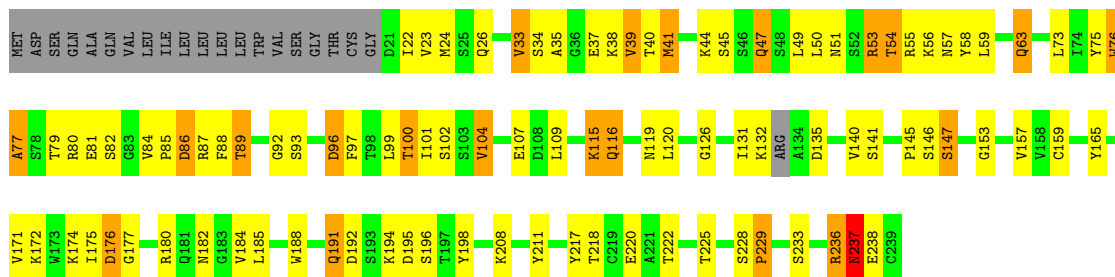 MET ASP SER GLN ALA GLN VAL LEU ILE LEU LEU LEU LEU TRP VAL SER GLY THR CYS GLY D21 I22 V23 M24 S25 Q26 V33 S34 A35 G36 E37 K38 V39 T40 M41 K44 S45 S46 Q47 S48 L49 L50 N51 S52 R53 T54 R55 K56 N57 Y58 L59 Q63 L73 I74 Y75 W76
A77 S78 T79 R80 E81 S82 G83 V84 P85 D86 R87 F88 T89 G92 S93 D96 F97 T98 L99 T100 I101 S102 S103 V104 E107 D108 L109 K115 Q116 N119 L120 G126 I131 K132 ARG A134 D135 V140 S141 P145 S146 S147 G153 V157 V158 C159 Y165
V171 K172 W173 K174 I175 D176 G177 R180 Q181 N182 G183 V184 L185 W188 Q191 D192 S193 K194 D195 S196 T197 Y198 K208 Y211 Y217 T218 C219 E220 A221 T222 T225 S228 P229 S233 R236 N237 E238 C239